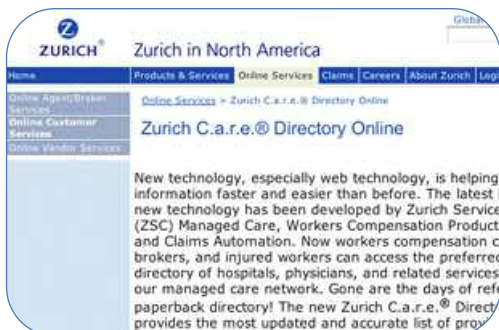 Global
ZURICH®
Zurich in North America
Home
Products & Services Online Services Claims Careers About Zurich Logi
Online Agent/Broker
Services
Online Customer
Services
Online Vendor Services
Online Services > Zurich C.a.r.e.® Directory Online
Zurich C.a.r.e.® Directory Online
New technology, especially web technology, is helping
information faster and easier than before. The latest
new technology has been developed by Zurich Service
(ZSC) Managed Care, Workers Compensation Product
and Claims Automation. Now workers compensation c
brokers, and injured workers can access the preferred
directory of hospitals, physicians, and related services
our managed care network. Gone are the days of refe
paperback directory! The new Zurich C.a.r.e.® Direct
provides the most updated and accurate list of prov